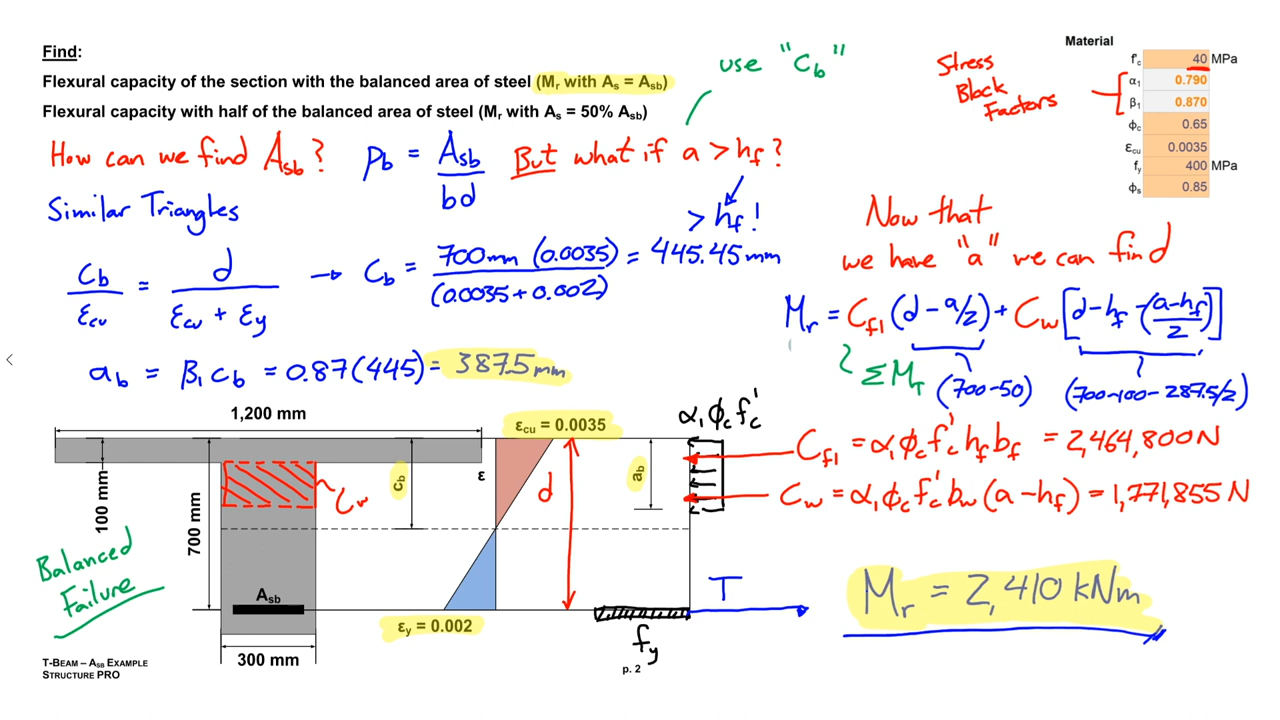 Find:
Flexural capacity of the section with the balanced area of steel (Mr with As = Asb)
Flexural capacity with half of the balanced area of steel (Mr with As = 50% Asb)
use "Cb"
Stress
Block
Factors
Material
f'c 40 MPa
α1 0.790
β1 0.870
ϕc 0.65
εcu 0.0035
fy 400 MPa
ϕs 0.85
How can we find Asb? ρb = Asb / bd But what if a > hf?
> hf!
Similar Triangles
Cb / εcu = d / (εcu + εy) → Cb = 700mm (0.0035) / (0.0035 + 0.002) = 445.45 mm
ab = β1 Cb = 0.87(445) = 387.5 mm
Now that
we have "a" we can find
Mr = Cf1 (d - a/2) + Cw [d - hf - (a - hf)/2]
ΣMT (700-50) (700-100-287.5/2)
Cf1 = α1 ϕc f'c hf bf = 2,464,800 N
Cw = α1 ϕc f'c bw (a - hf) = 1,771,855 N
Mr = 2,410 kNm
1,200 mm
εcu = 0.0035
α1 ϕc f'c
100 mm
700 mm
Cw
cb
ε
d
ab
Balanced
Failure
Asb
εy = 0.002
T
fy
300 mm
T-BEAM – ASB EXAMPLE
STRUCTURE PRO
p. 2